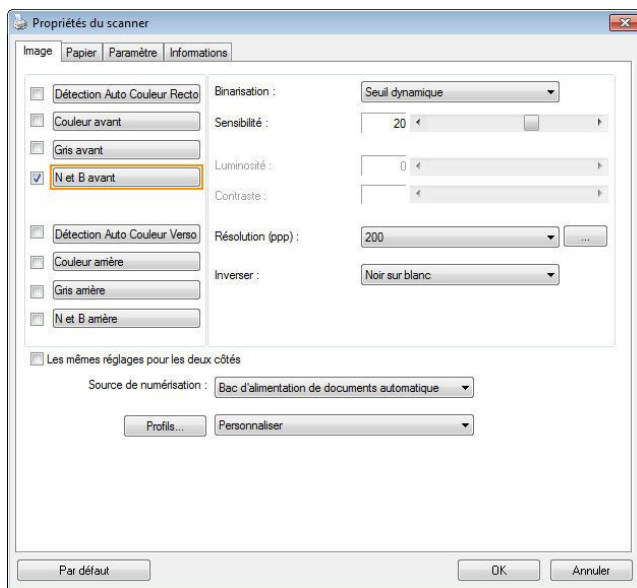 Propriétés du scanner
Image Papier Paramètre Informations
Détection Auto Couleur Recto
Couleur avant
Gris avant
N et B avant
Détection Auto Couleur Verso
Couleur arrière
Gris arrière
N et B arrière
Binarisation : Seuil dynamique
Sensibilité : 20
Luminosité : 0
Contraste :
Résolution (ppp) : 200 ...
Inverser : Noir sur blanc
Les mêmes réglages pour les deux côtés
Source de numérisation : Bac d'alimentation de documents automatique
Profils... Personnaliser
Par défaut OK Annuler